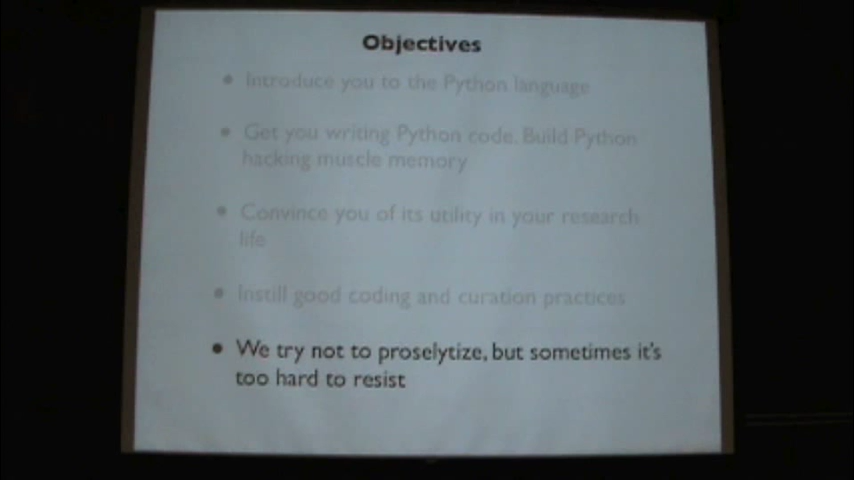 Objectives
• Introduce you to the Python language
• Get you writing Python code. Build Python
hacking muscle memory
• Convince you of its utility in your research
life
• Instill good coding and curation practices
• We try not to proselytize, but sometimes it's
too hard to resist